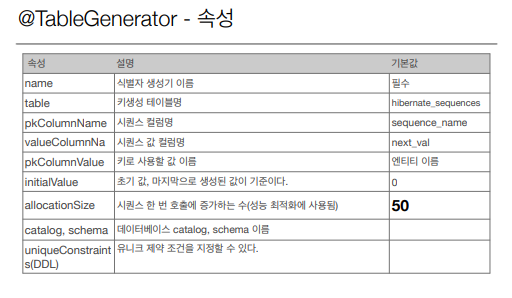 @TableGenerator - 속성
속성 설명 기본값
name 식별자 생성기 이름 필수
table 키생성 테이블명 hibernate_sequences
pkColumnName 시퀀스 컬럼명 sequence_name
valueColumnNa 시퀀스 값 컬럼명 next_val
pkColumnValue 키로 사용할 값 이름 엔티티 이름
initialValue 초기 값, 마지막으로 생성된 값이 기준이다. 0
allocationSize 시퀀스 한 번 호출에 증가하는 수(성능 최적화에 사용됨) 50
catalog, schema 데이터베이스 catalog, schema 이름
uniqueConstraint 유니크 제약 조건을 지정할 수 있다.
s(DDL)